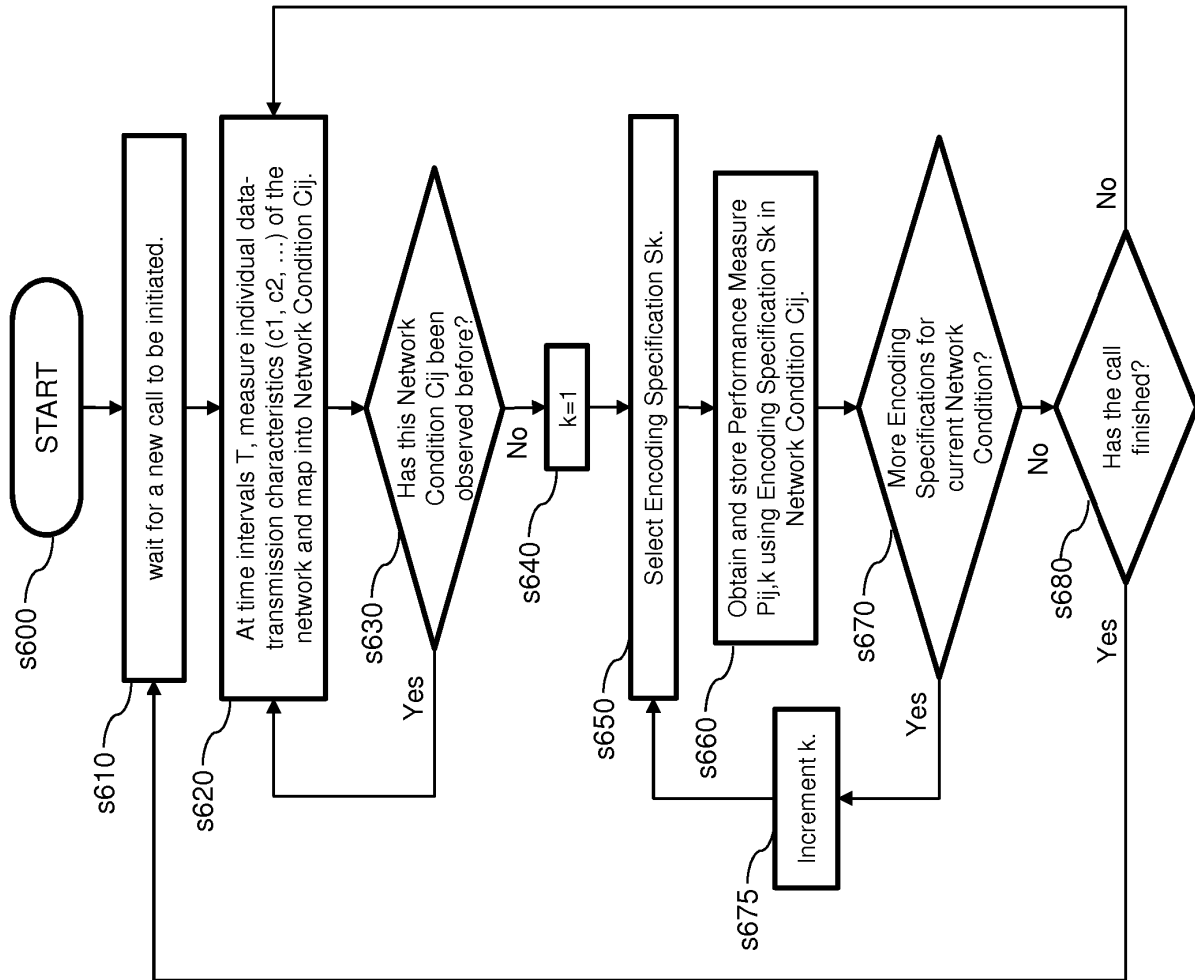 START
s600
wait for a new call to be initiated.
s610
At time intervals T, measure individual data-
transmission characteristics (c1, c2, …) of the
network and map into Network Condition Cij.
s620
Has this Network
Condition Cij been
observed before?
s630
Yes
No
k=1
s640
Select Encoding Specification Sk.
s650
Obtain and store Performance Measure
Pij,k using Encoding Specification Sk in
Network Condition Cij.
s660
More Encoding
Specifications for
current Network
Condition?
s670
Yes
No
Increment k.
s675
Has the call
finished?
s680
Yes
No